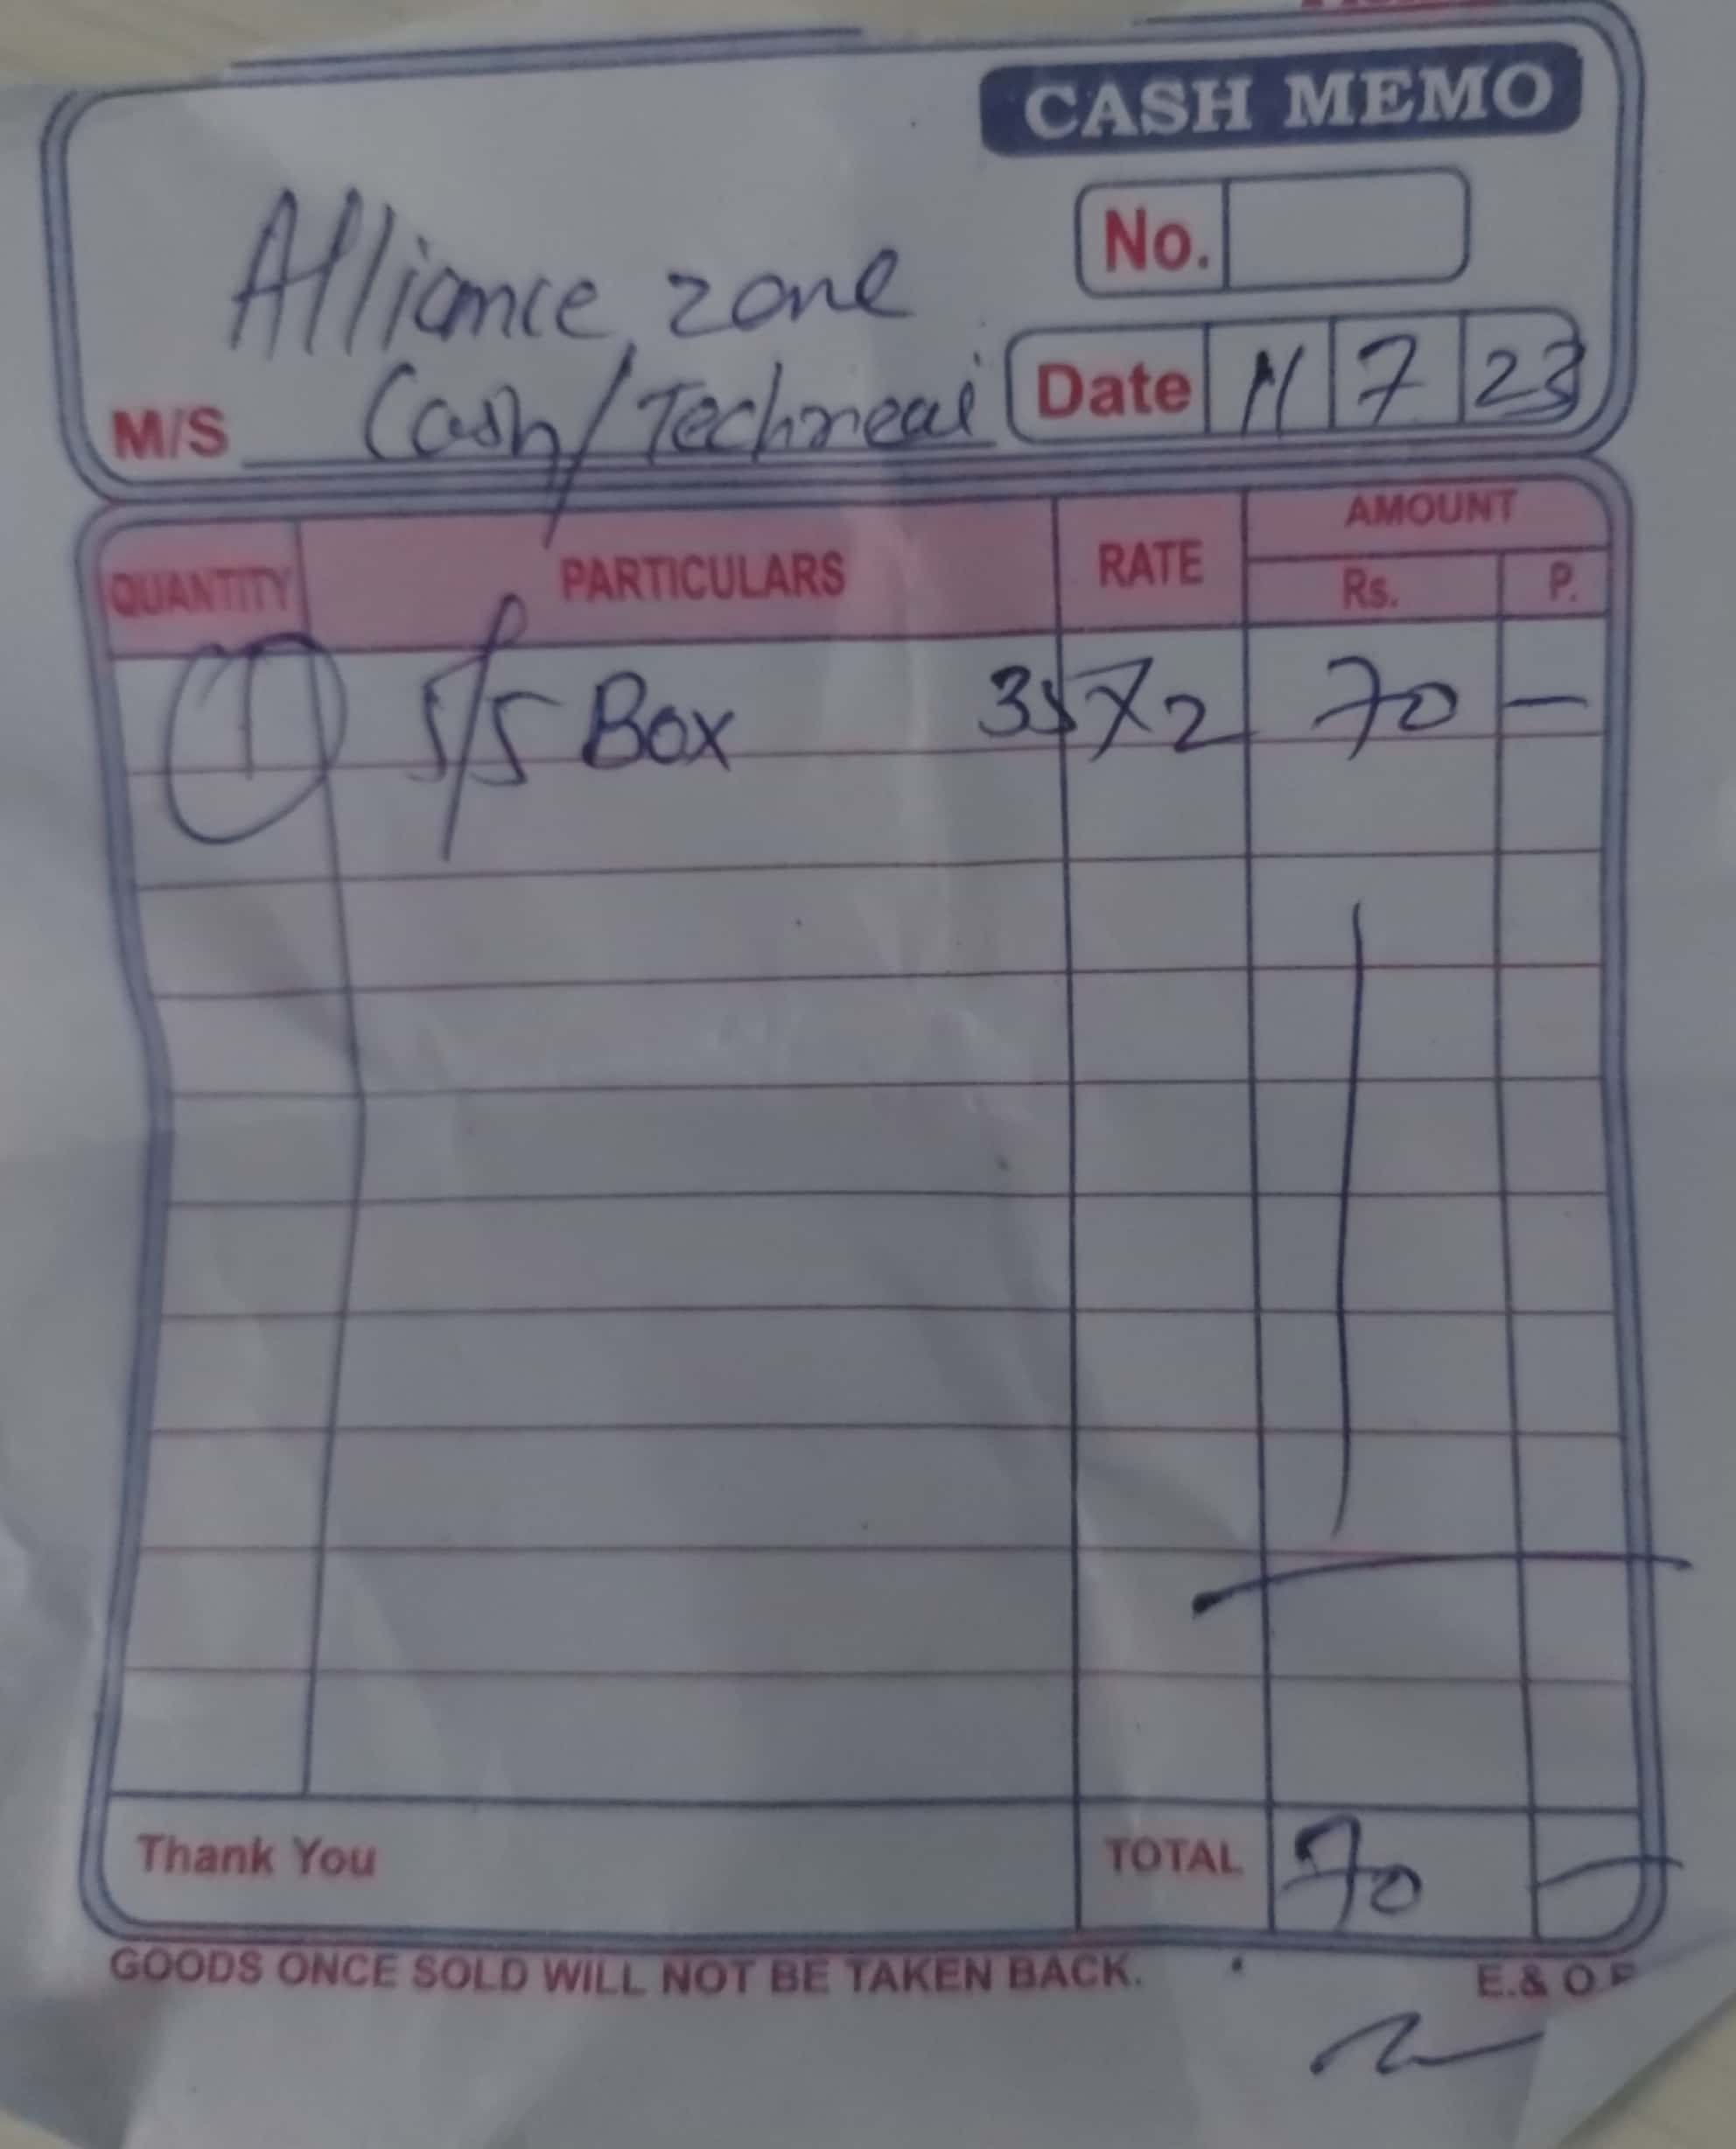 CASH MEMO
No.
Alliance zone
Date 11 7 23
M/S Cash/Techneai
QUANTITY PARTICULARS RATE AMOUNT
Rs. P.
1 S/S Box 35X2 70 —
Thank You TOTAL 70 —
GOODS ONCE SOLD WILL NOT BE TAKEN BACK. E.& O.E